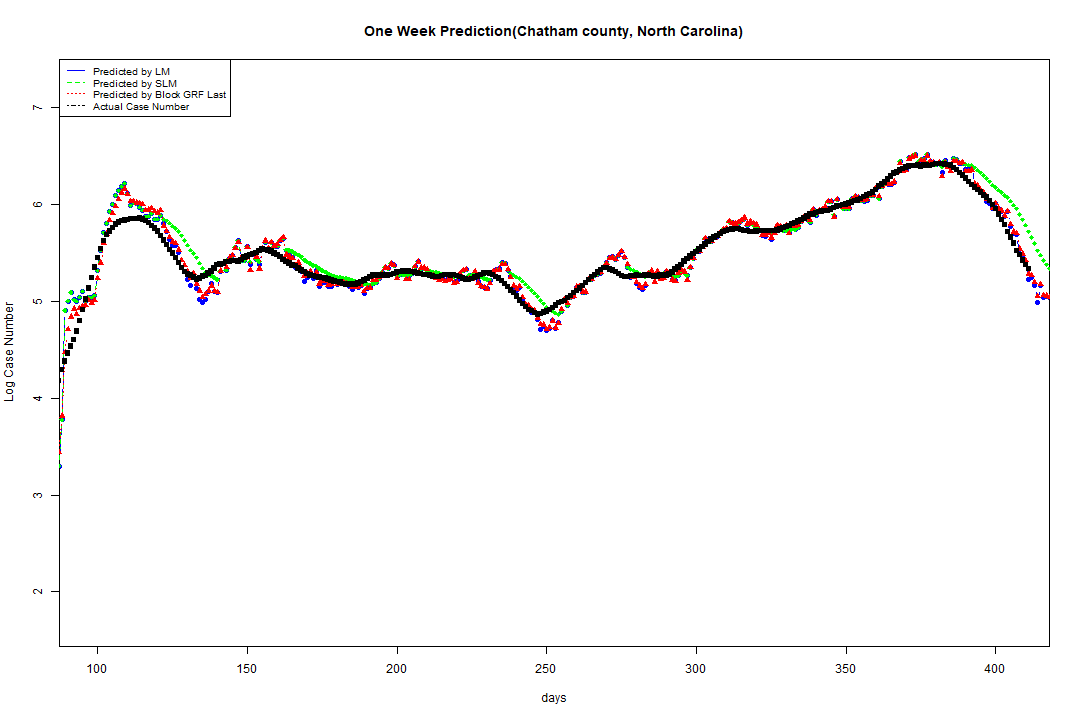 One Week Prediction(Chatham county, North Carolina)
Predicted by LM
Predicted by SLM
Predicted by Block GRF Last
Actual Case Number
7
6
5
4
3
2
Log Case Number
100 150 200 250 300 350 400
days